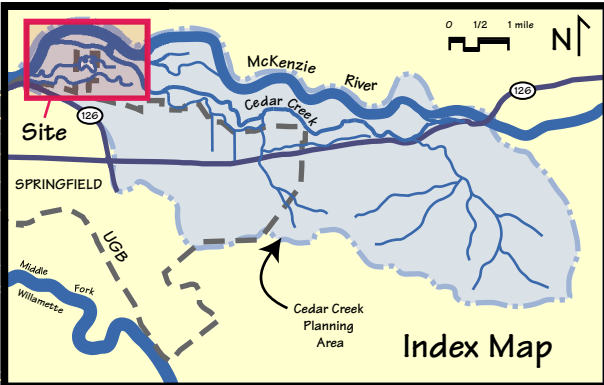 0 1/2 1 mile
N
McKenzie
River
126
Cedar Creek
126
Site
SPRINGFIELD
UGB
Middle
Fork
Willamette
Cedar Creek
Planning
Area
Index Map